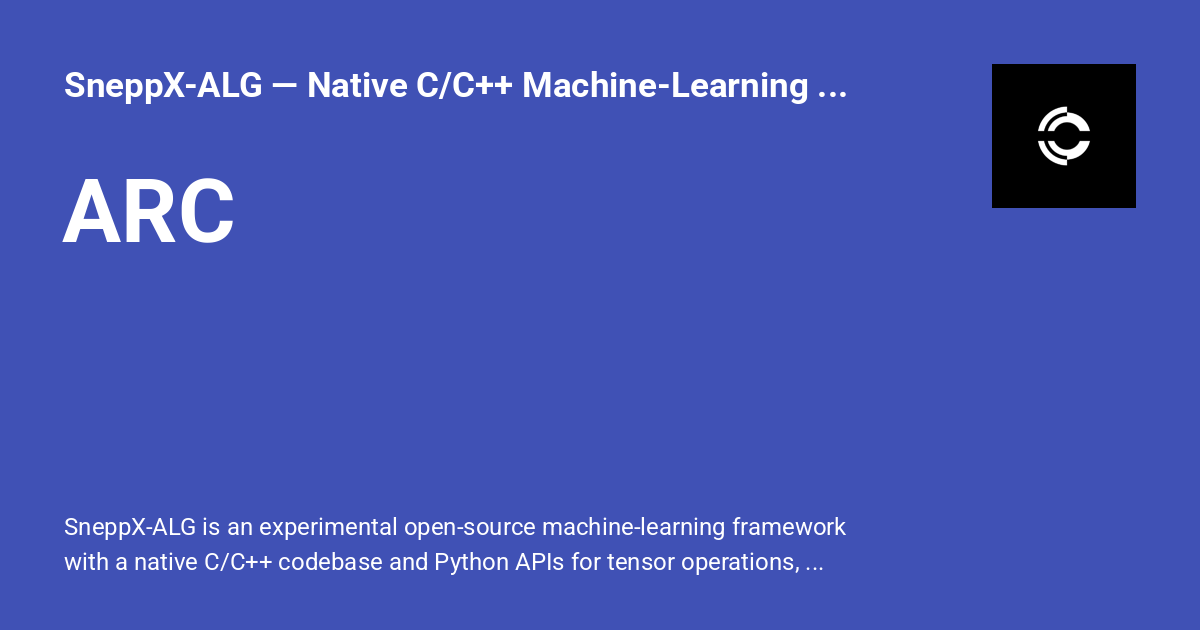 SneppX-ALG — Native C/C++ Machine-Learning ...
ARC
SneppX-ALG is an experimental open-source machine-learning framework
with a native C/C++ codebase and Python APIs for tensor operations, ...